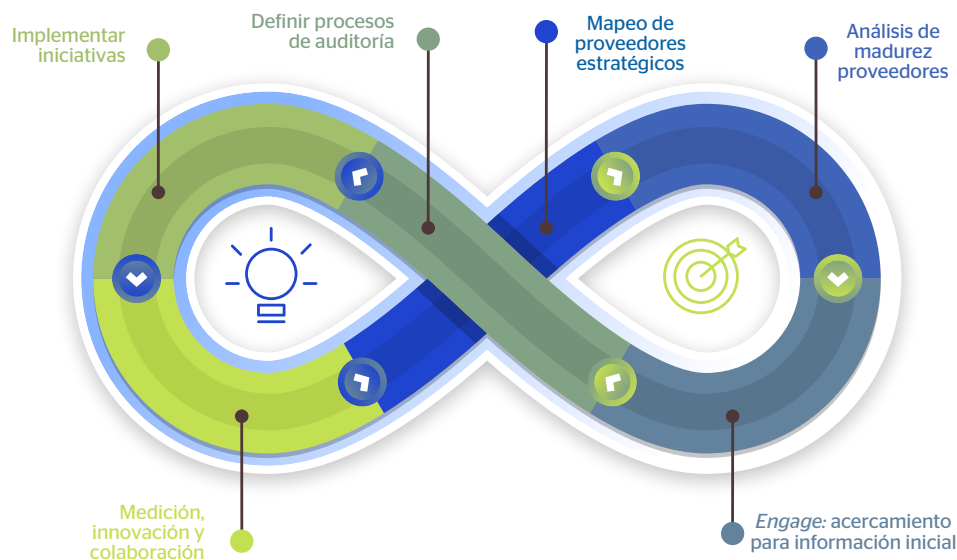 Implementar
iniciativas
Definir procesos
de auditoría
Mapeo de
proveedores
estratégicos
Análisis de
madurez
proveedores
Medición,
innovación y
colaboración
Engage: acercamiento
para información inicial